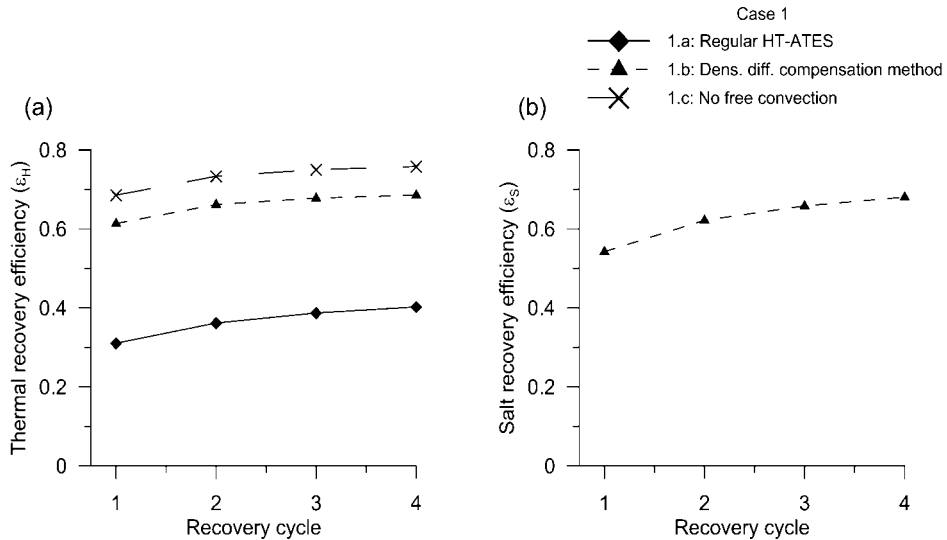 Case 1
1.a: Regular HT-ATES
1.b: Dens. diff. compensation method
1.c: No free convection
(a)
Thermal recovery efficiency (εH)
0.8
0.6
0.4
0.2
0
1 2 3 4
Recovery cycle
(b)
Salt recovery efficiency (εS)
0.8
0.6
0.4
0.2
0
1 2 3 4
Recovery cycle